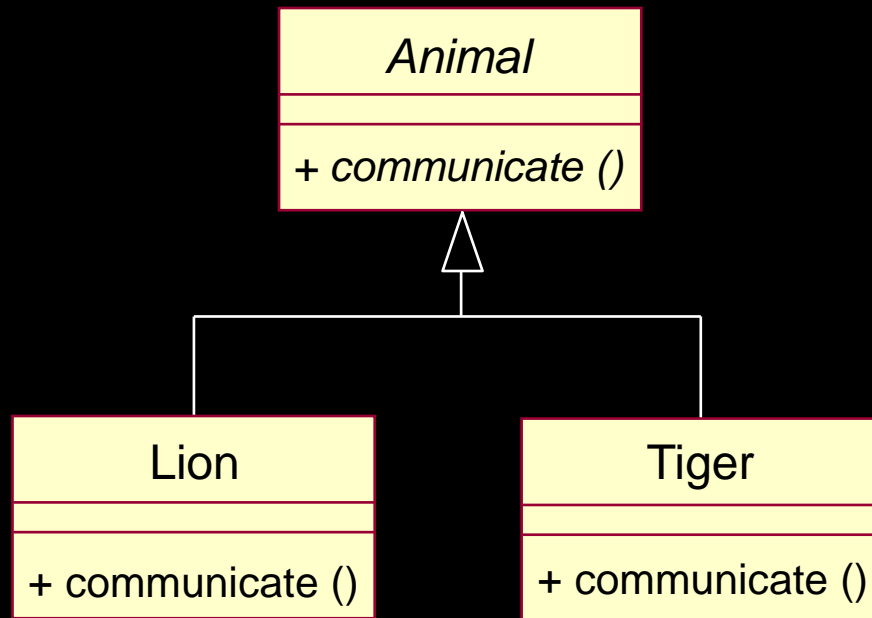 Animal
+ communicate ()
Lion
+ communicate ()
Tiger
+ communicate ()